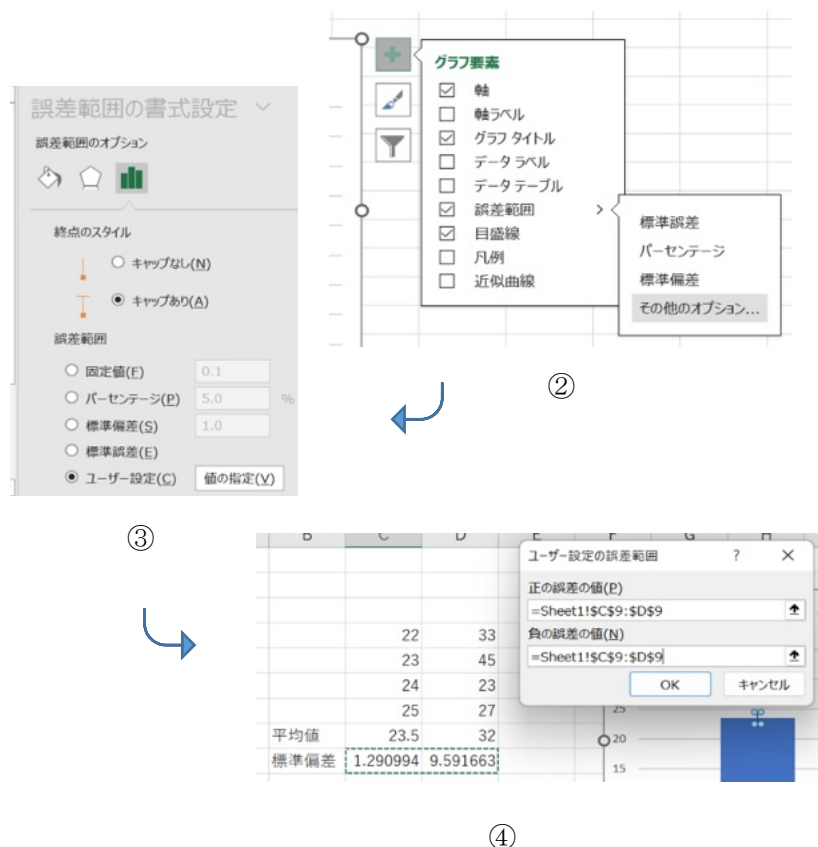 グラフ要素
軸
軸ラベル
グラフ タイトル
データ ラベル
データ テーブル
誤差範囲 >
目盛線
凡例
近似曲線
標準誤差
パーセンテージ
標準偏差
その他のオプション...
②
誤差範囲の書式設定
誤差範囲のオプション
終点のスタイル
キャップなし(N)
キャップあり(A)
誤差範囲
固定値(F) 0.1
パーセンテージ(P) 5.0 %
標準偏差(S) 1.0
標準誤差(E)
ユーザー設定(C) 値の指定(V)
③
B C D E F G H
22 33
23 45
24 23
25 27
平均値 23.5 32
標準偏差 1.290994 9.591663
ユーザー設定の誤差範囲 ? ×
正の誤差の値(P)
=Sheet1!$C$9:$D$9
負の誤差の値(N)
=Sheet1!$C$9:$D$9
OK キャンセル
25
20
15
④